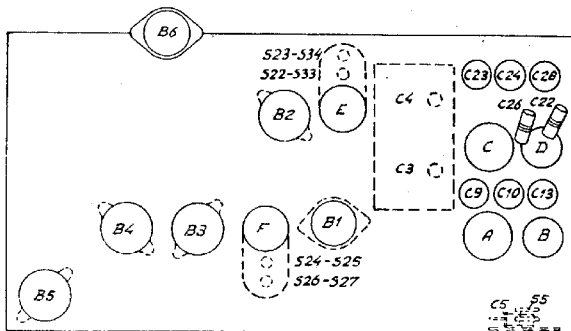 B6
S23-S34
S22-S33
C23 C24 C28
C4
C26 C22
B2
E
C
D
C3
C9 C10 C13
B4
B3
F
B1
A
B
S24-S25
S26-S27
B5
C5 S5